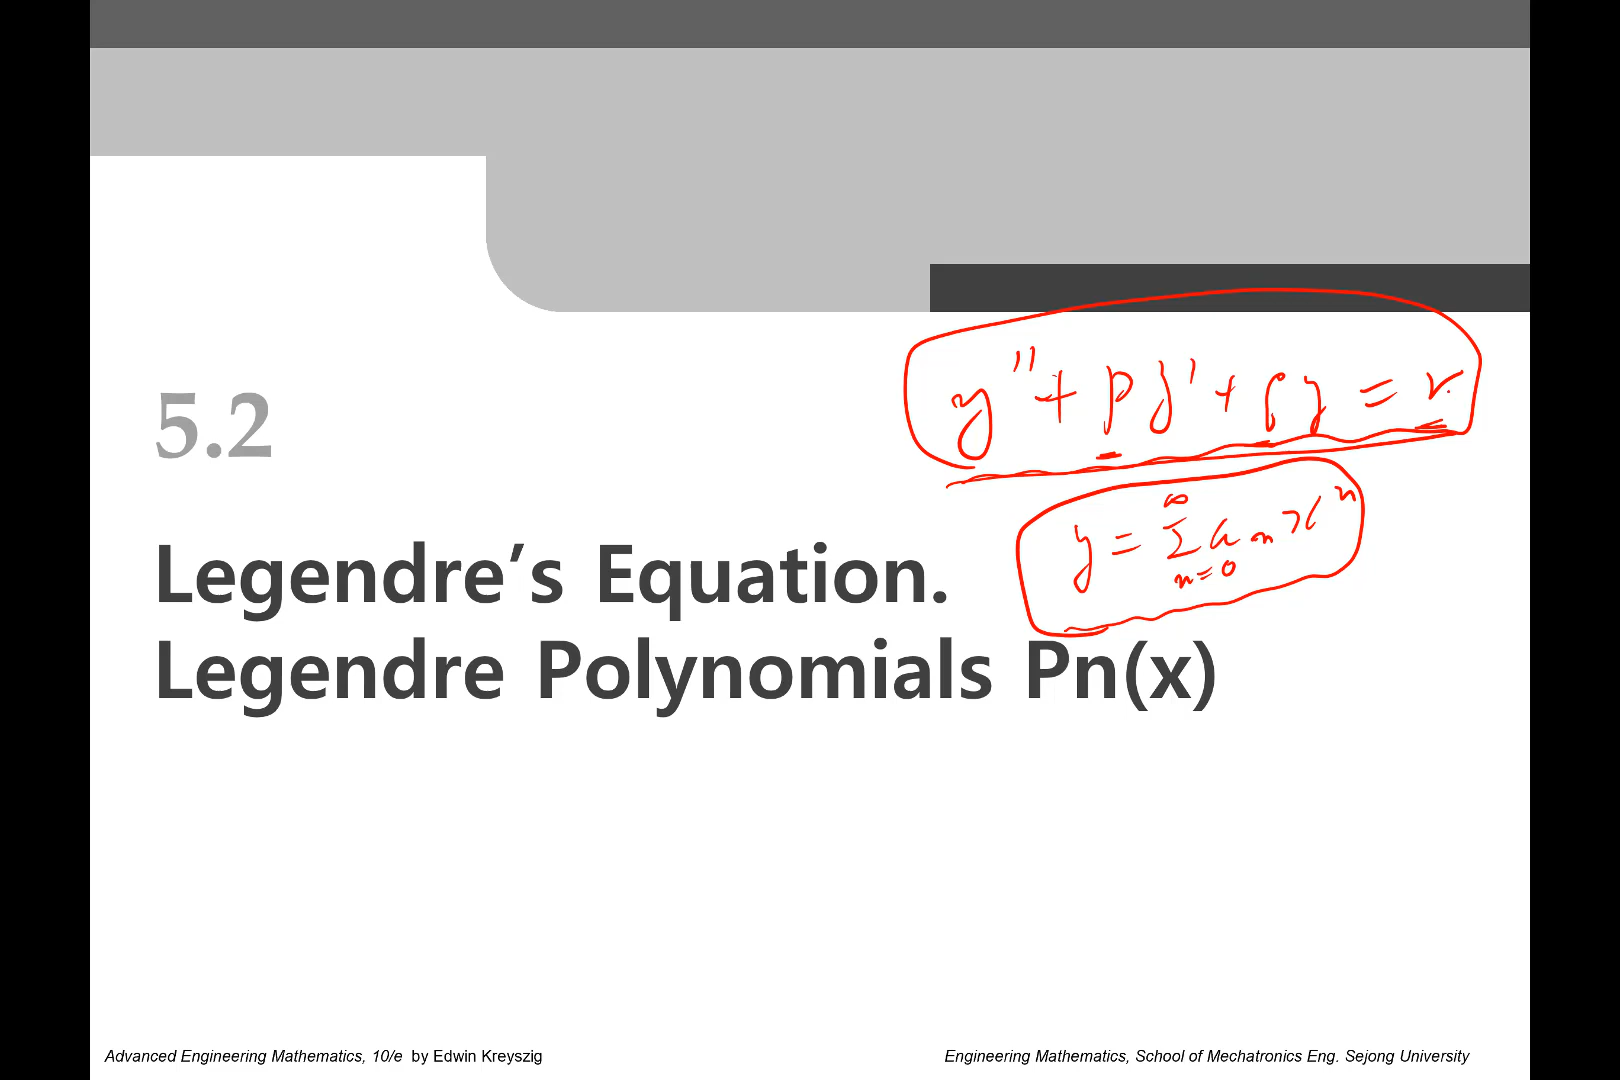 y'' + py' + qy = r
5.2
y = ∞ Σ n=0 a n x n
Legendre’s Equation.
Legendre Polynomials Pn(x)
Advanced Engineering Mathematics, 10/e by Edwin Kreyszig
Engineering Mathematics, School of Mechatronics Eng. Sejong University